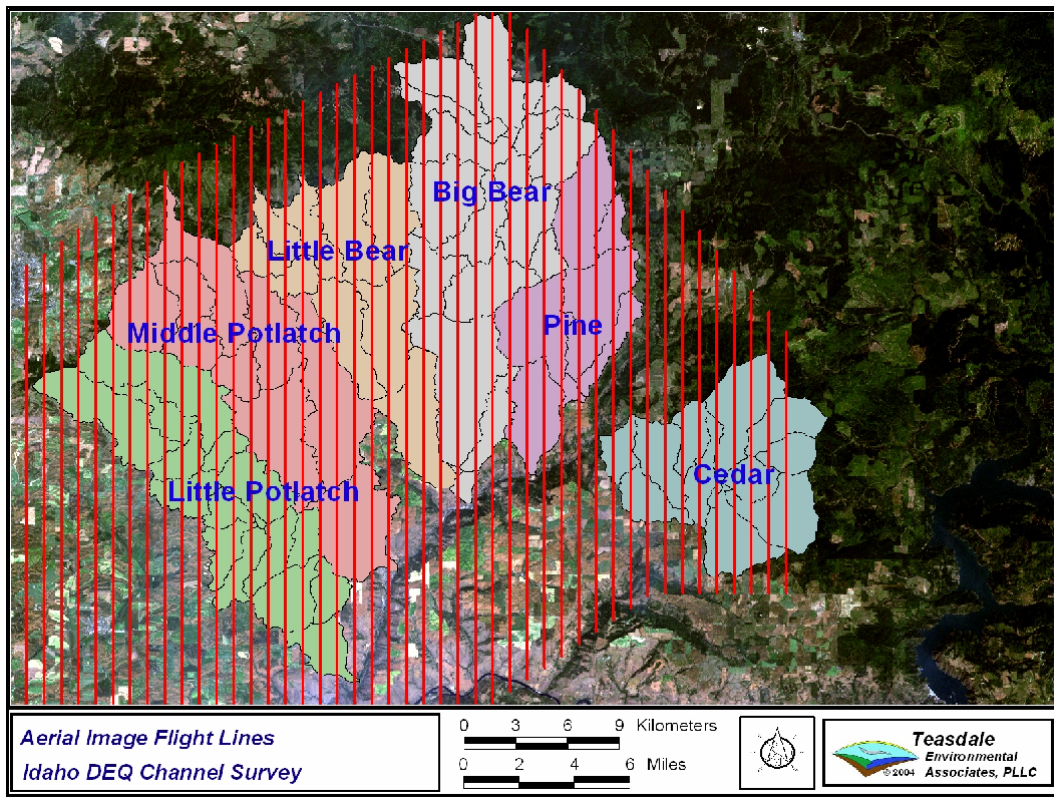 Big Bear
Little Bear
Pine
Middle Potlatch
Cedar
Little Potlatch
Aerial Image Flight Lines
Idaho DEQ Channel Survey
0 3 6 9 Kilometers
0 2 4 6 Miles
Teasdale
Environmental
© 2004 Associates, PLLC